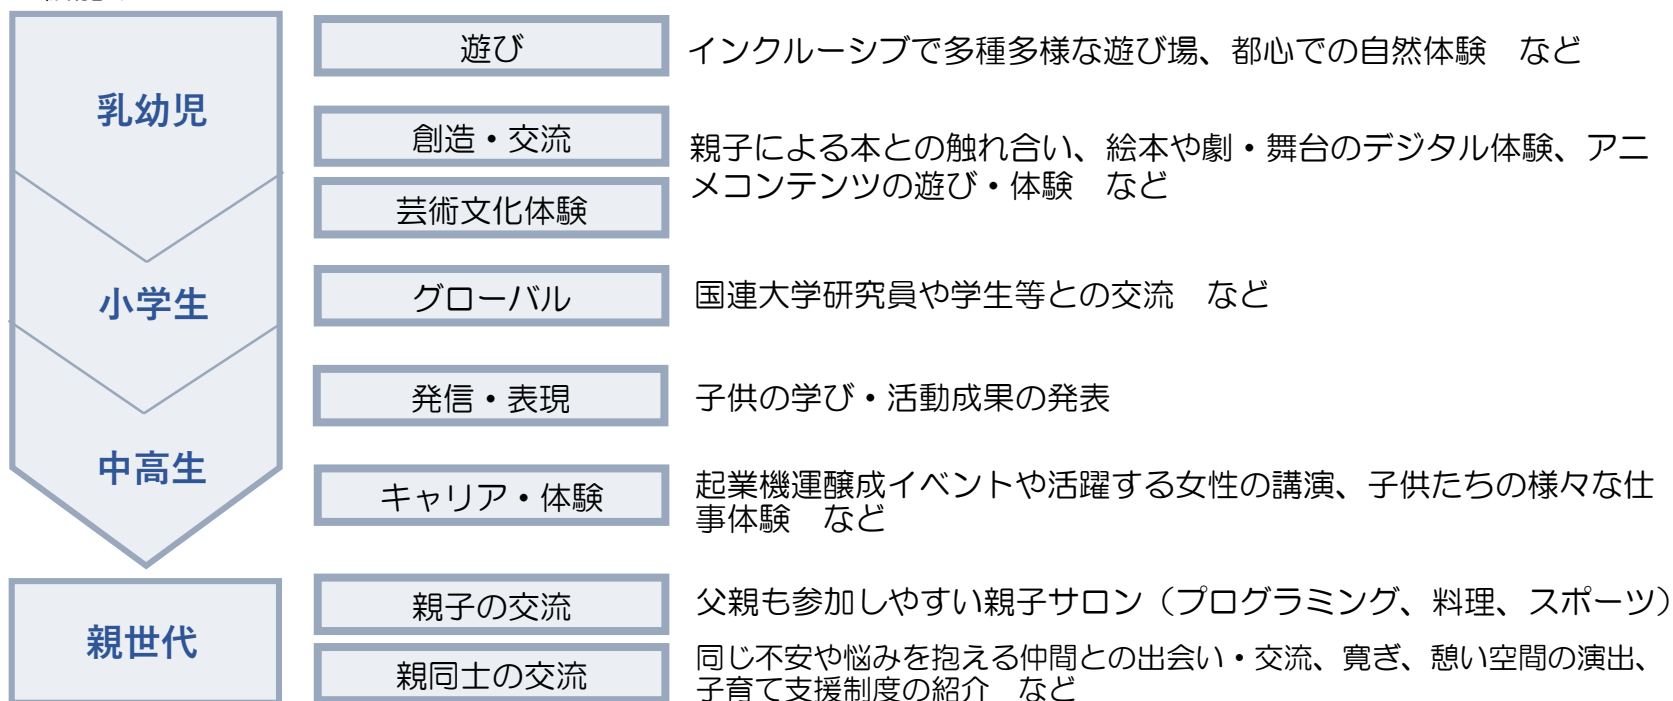 乳幼児
遊び
インクルーシブで多種多様な遊び場、都心での自然体験　など
創造・交流
芸術文化体験
親子による本との触れ合い、絵本や劇・舞台のデジタル体験、アニ
メコンテンツの遊び・体験　など
小学生
グローバル
国連大学研究員や学生等との交流　など
発信・表現
子供の学び・活動成果の発表
中高生
キャリア・体験
起業機運醸成イベントや活躍する女性の講演、子供たちの様々な仕
事体験　など
親世代
親子の交流
父親も参加しやすい親子サロン（プログラミング、料理、スポーツ）
親同士の交流
同じ不安や悩みを抱える仲間との出会い・交流、寛ぎ、憩い空間の演出、
子育て支援制度の紹介　など